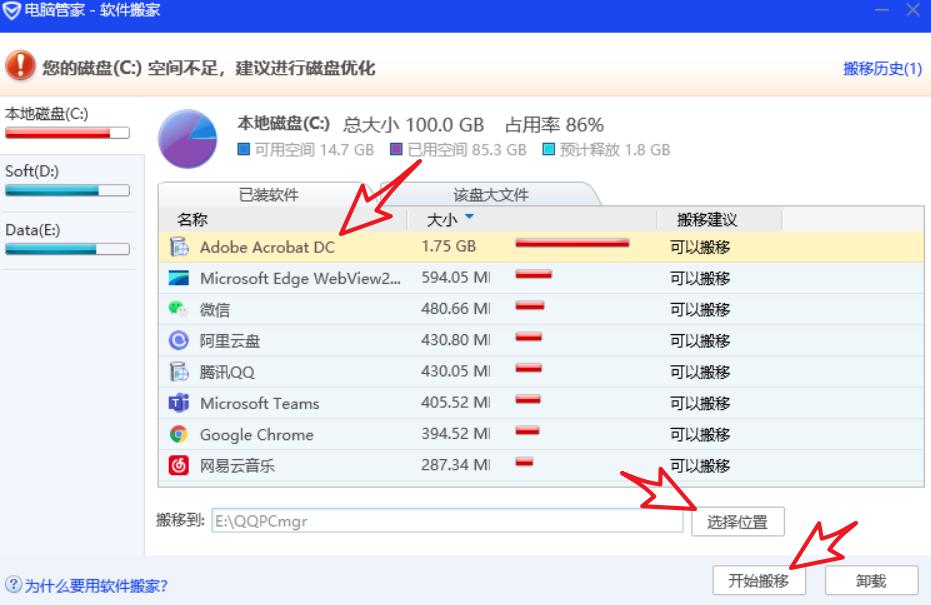 电脑管家 - 软件搬家
您的磁盘(C:) 空间不足，建议进行磁盘优化
搬移历史(1)
本地磁盘(C:)
Soft(D:)
Data(E:)
本地磁盘(C:) 总大小 100.0 GB 占用率 86%
可用空间 14.7 GB 已用空间 85.3 GB 预计释放 1.8 GB
已装软件 该盘大文件
名称 大小 搬移建议
Adobe Acrobat DC 1.75 GB 可以搬移
Microsoft Edge WebView2... 594.05 MI 可以搬移
微信 480.66 MI 可以搬移
阿里云盘 430.80 MI 可以搬移
腾讯QQ 430.05 MI 可以搬移
Microsoft Teams 405.52 MI 可以搬移
Google Chrome 394.52 MI 可以搬移
网易云音乐 287.34 MI 可以搬移
搬移到: E:\QQPCmgr 选择位置
为什么要用软件搬家? 开始搬移 卸载